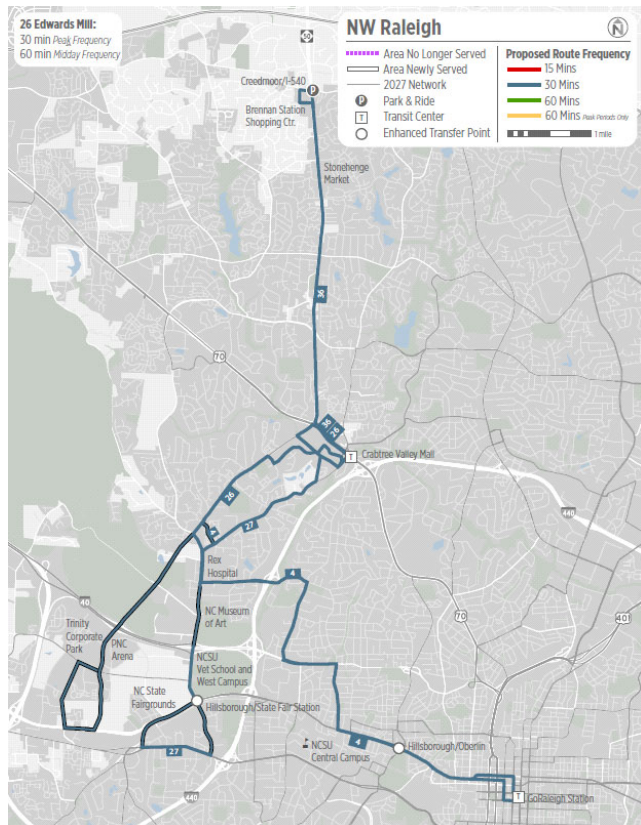 26 Edwards Mill:
30 min Peak Frequency
60 min Midday Frequency
NW Raleigh
N
Area No Longer Served
Area Newly Served
2027 Network
P Park & Ride
T Transit Center
Enhanced Transfer Point
Proposed Route Frequency
15 Mins
30 Mins
60 Mins
60 Mins Peak Periods Only
1 mile
50
Creedmoor/I-540
P
Brennan Station
Shopping Ctr.
Stonehenge
Market
36
70
36
26
T
Crabtree Valley Mall
26
4
27
440
Rex
Hospital
4
40
NC Museum
of Art
70
401
Trinity
Corporate
Park
PNC
Arena
NCSU
Vet School and
West Campus
NC State
Fairgrounds
Hillsborough/State Fair Station
27
NCSU
Central Campus
4
Hillsborough/Oberlin
440
T
GoRaleigh Station